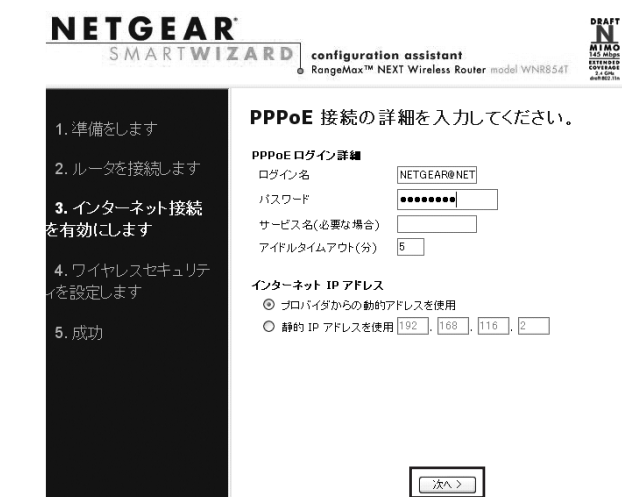 NETGEAR
SMARTWIZARD configuration assistant
RangeMax™ NEXT Wireless Router model WNR854T
DRAFT
N
MIMO
145 Mbps
EXTENDED
COVERAGE
2.4 GHz
draft 802.11n
1. 準備をします
2. ルータを接続します
3. インターネット接続
を有効にします
4. ワイヤレスセキュリテ
ィを設定します
5. 成功
PPPoE 接続の詳細を入力してください。
PPPoE ログイン詳細
ログイン名 NETGEAR@NET
パスワード ●●●●●●●●
サービス名(必要な場合)
アイドルタイムアウト(分) 5
インターネット IP アドレス
プロバイダからの動的アドレスを使用
静的 IP アドレスを使用 192 . 168 . 116 . 2
次へ >